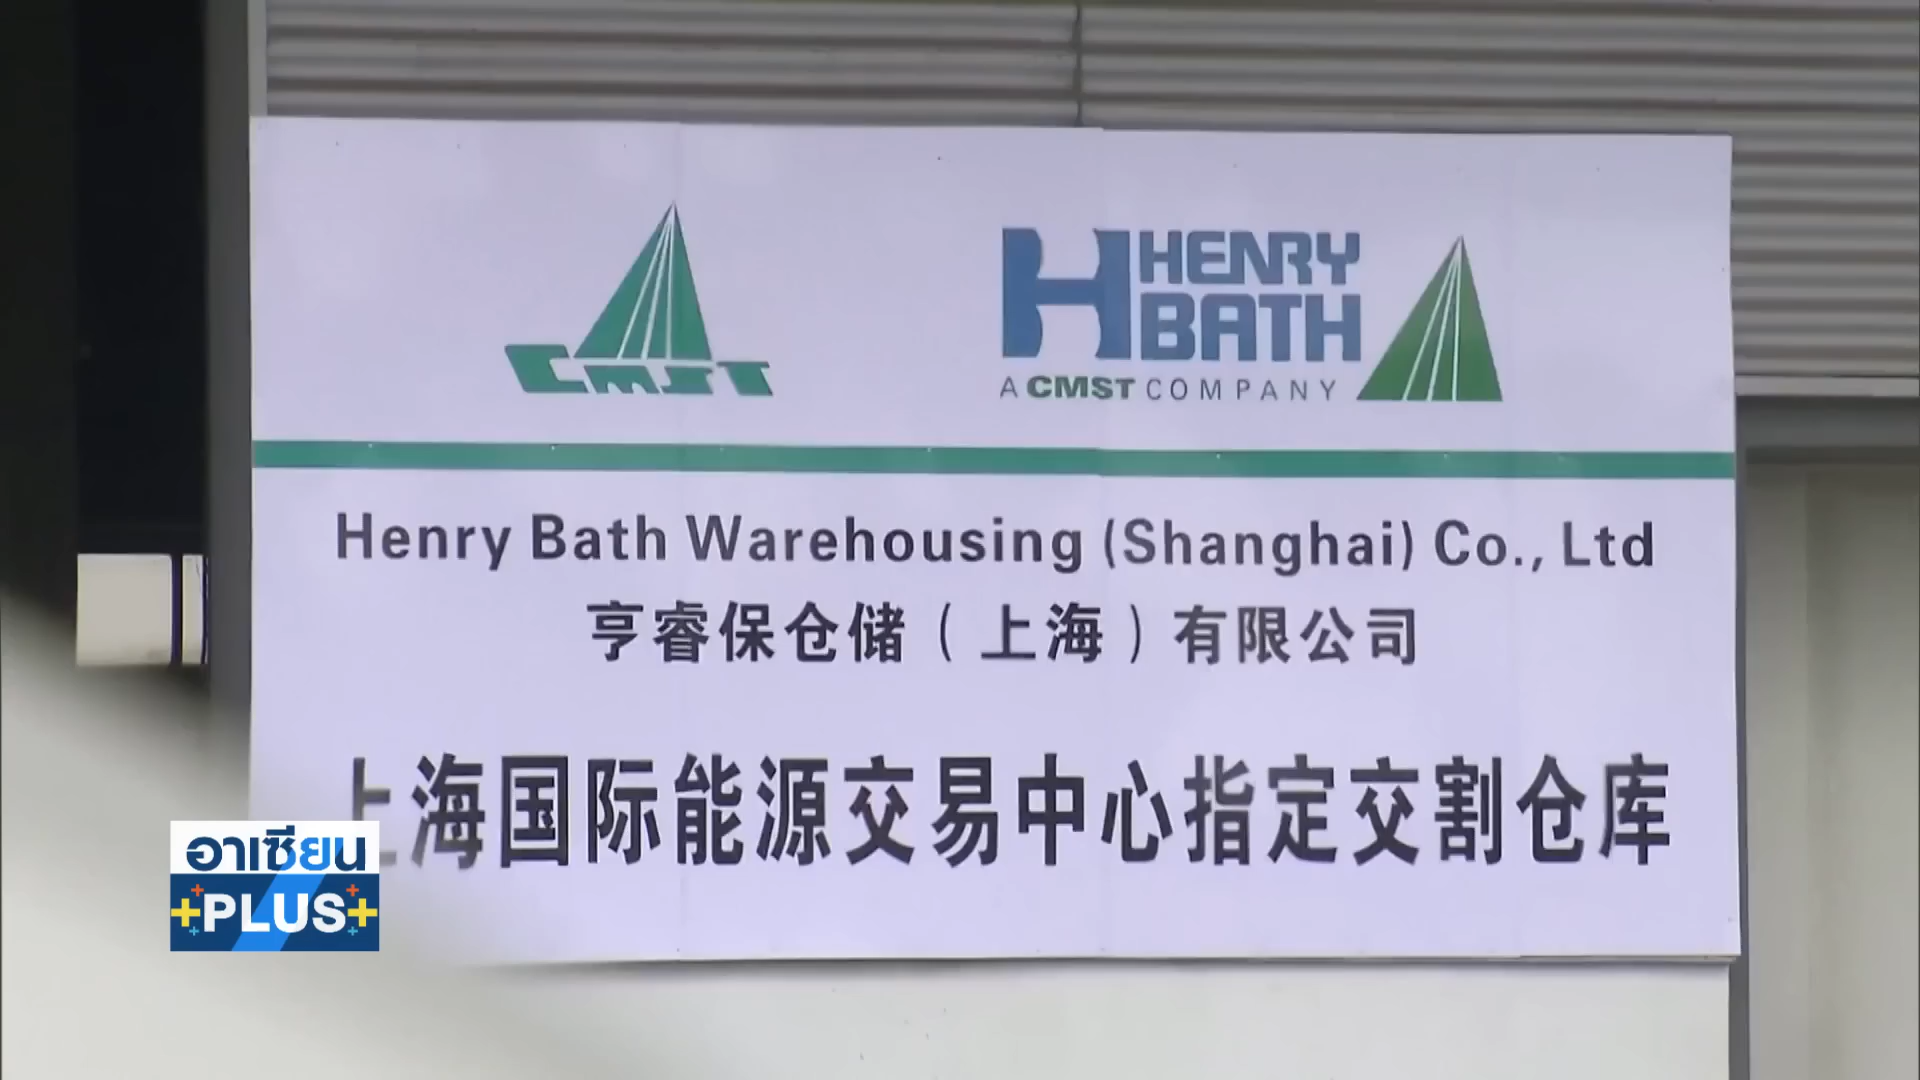 CMST
HENRY
BATH
A CMST COMPANY
Henry Bath Warehousing (Shanghai) Co., Ltd
亨睿保仓储（上海）有限公司
上海国际能源交易中心指定交割仓库
อาเซียน
+PLUS+